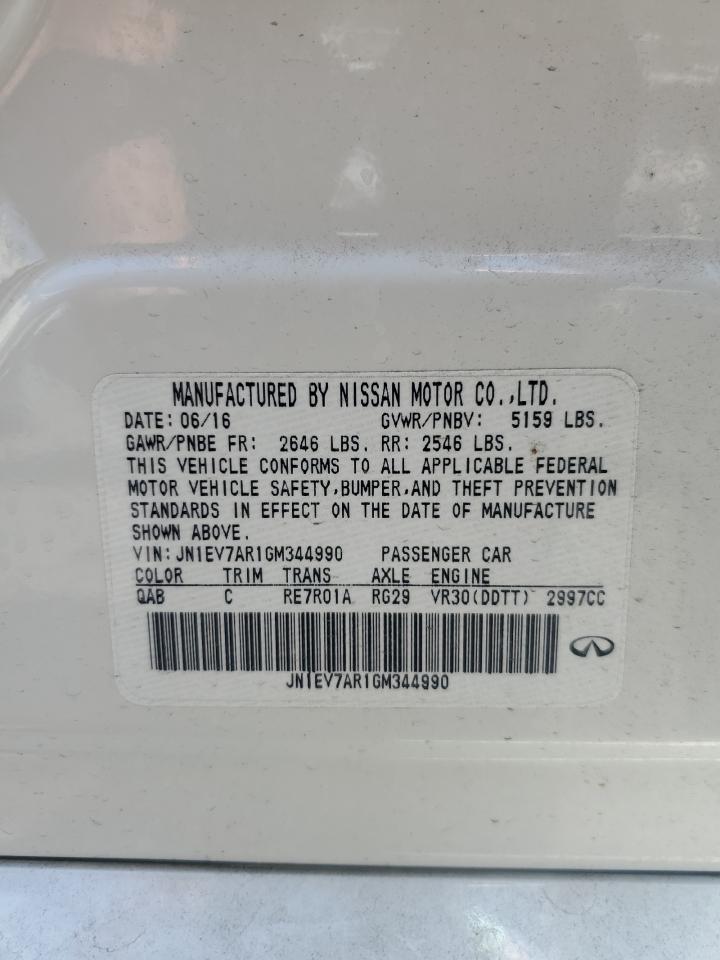 MANUFACTURED BY NISSAN MOTOR CO.,LTD.
DATE: 06/16 GVWR/PNBV: 5159 LBS.
GAWR/PNBE FR: 2646 LBS. RR: 2546 LBS.
THIS VEHICLE CONFORMS TO ALL APPLICABLE FEDERAL
MOTOR VEHICLE SAFETY,BUMPER,AND THEFT PREVENTION
STANDARDS IN EFFECT ON THE DATE OF MANUFACTURE
SHOWN ABOVE.
VIN:JN1EV7AR1GM344990 PASSENGER CAR
COLOR TRIM TRANS AXLE ENGINE
QAB C RE7R01A RG29 VR30(DDTT) 2997CC
JN1EV7AR1GM344990